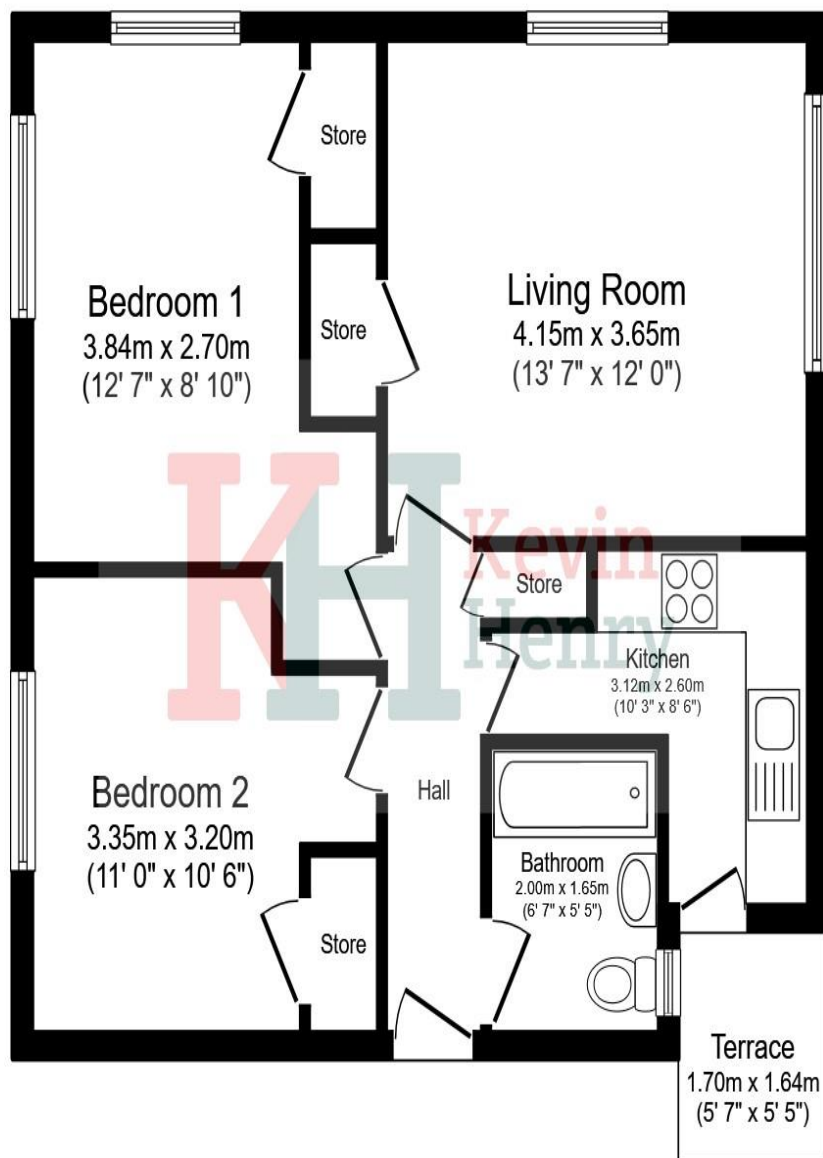 Store
Bedroom 1
3.84m x 2.70m
(12' 7" x 8' 10")
Store
Living Room
4.15m x 3.65m
(13' 7" x 12' 0")
KH Kevin
Henry
Store
Kitchen
3.12m x 2.60m
(10' 3" x 8' 6")
Hall
Bedroom 2
3.35m x 3.20m
(11' 0" x 10' 6")
Bathroom
2.00m x 1.65m
(6' 7" x 5' 5")
Store
Terrace
1.70m x 1.64m
(5' 7" x 5' 5")